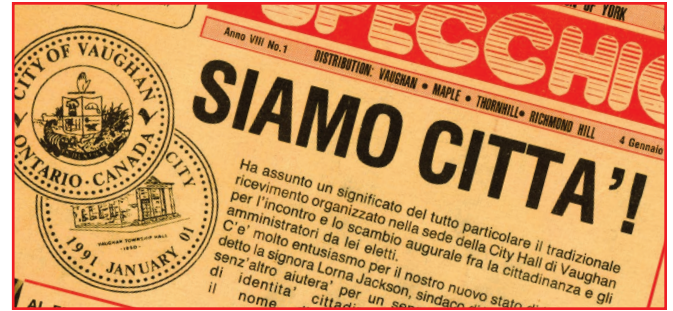 OF YORK
SPECCHIO
Anno VIII No.1
DISTRIBUTION: VAUGHAN • MAPLE • THORNHILL • RICHMOND HILL
4 Gennaio
SIAMO CITTA'!
CITY OF VAUGHAN
ONTARIO · CANADA
CITY
VAUGHAN TOWNSHIP HALL
1991 JANUARY 01
Ha assunto un significato del tutto particolare il tradizionale
ricevimento organizzato nella sede della City Hall di Vaughan
per l'incontro e lo scambio augurale fra la cittadinanza e gli
amministratori da lei eletti.
C'e' molto entusiasmo per il nostro nuovo stato di
detto la signora Lorna Jackson, sindaco
senz'altro aiutera' per un
di identita'
il nome